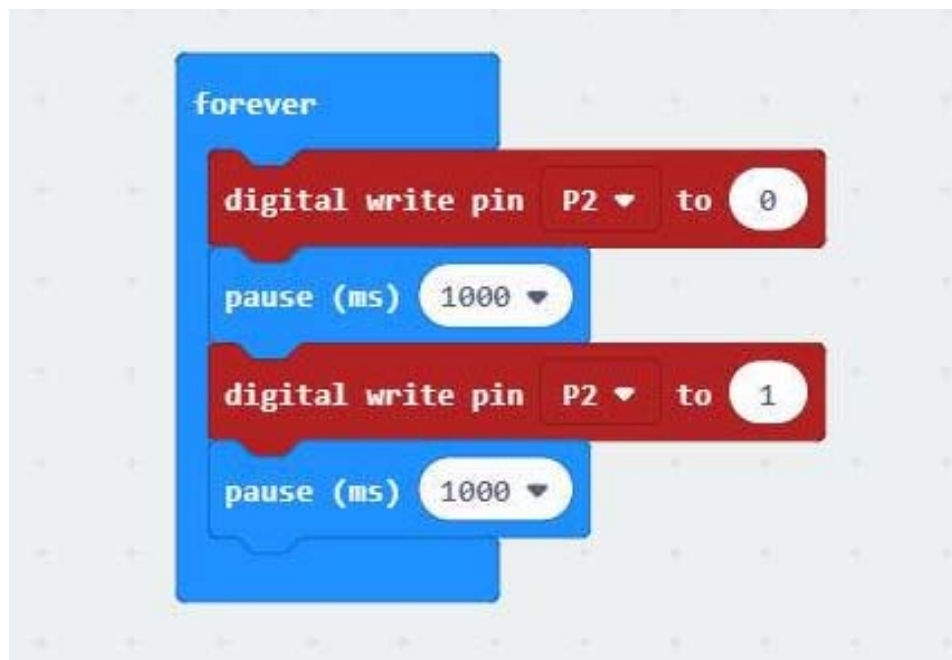 forever
digital write pin P2 to 0
pause (ms) 1000
digital write pin P2 to 1
pause (ms) 1000